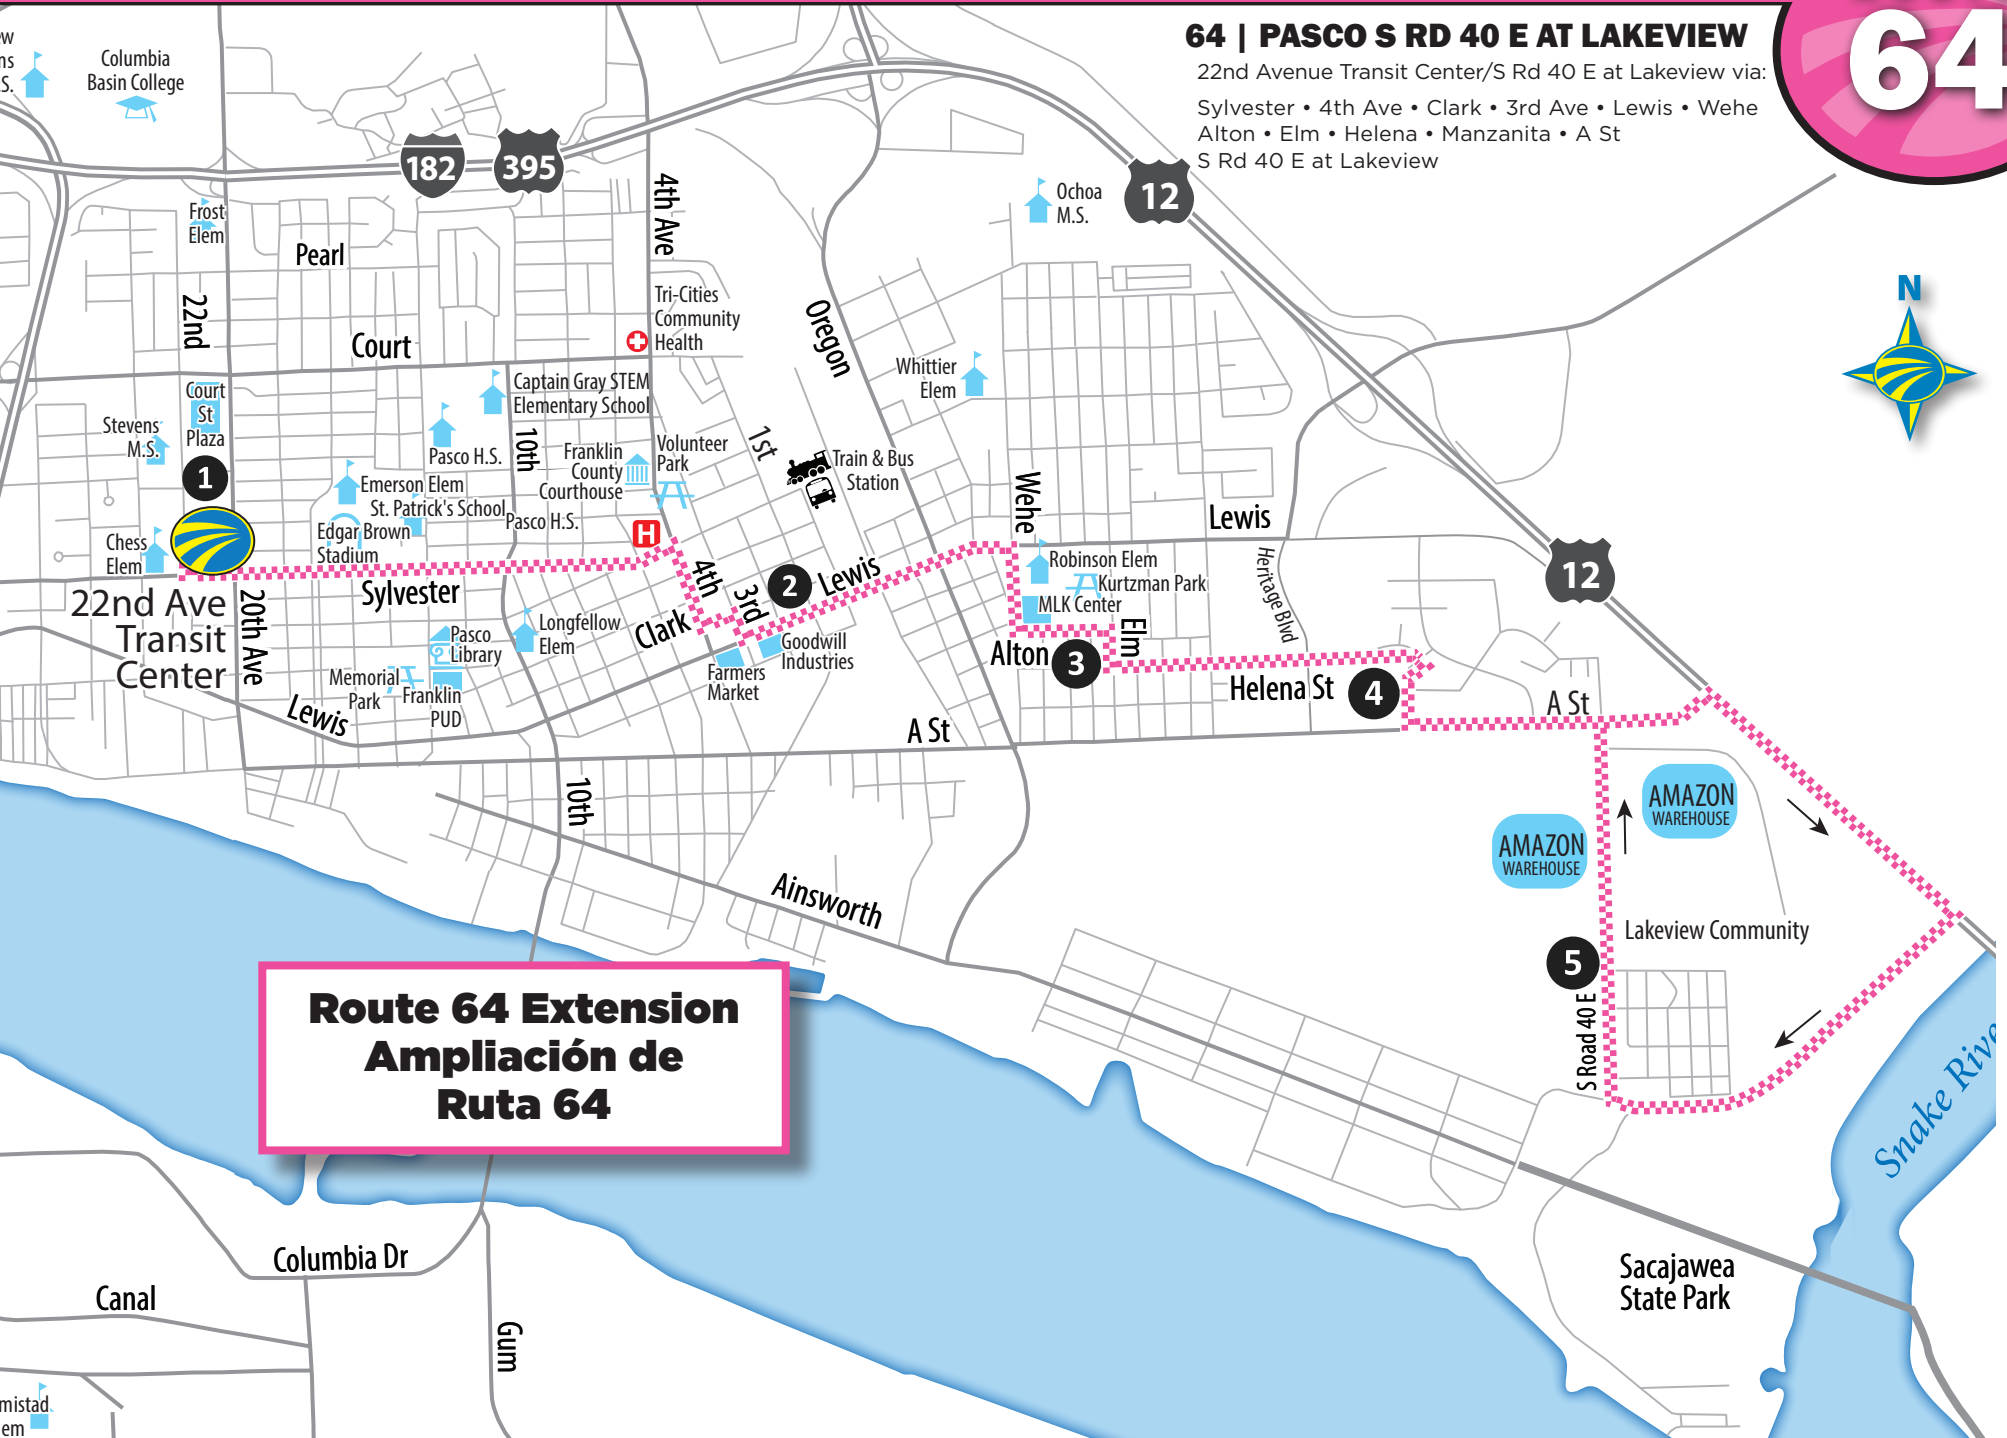 64 | PASCO S RD 40 E AT LAKEVIEW
22nd Avenue Transit Center/S Rd 40 E at Lakeview via:
Sylvester • 4th Ave • Clark • 3rd Ave • Lewis • Wehe
Alton • Elm • Helena • Manzanita • A St
S Rd 40 E at Lakeview
64
Columbia
Basin College
182
395
12
4th Ave
Ochoa
M.S.
Frost
Elem
Pearl
22nd
N
Tri-Cities
Community
Health
Oregon
Court
Whittier
Elem
Court
St
Plaza
Captain Gray STEM
Elementary School
Stevens
M.S.
1
Pasco H.S.
10th
Franklin
County
Courthouse
Volunteer
Park
1st
Train & Bus
Station
Wehe
Lewis
Emerson Elem
St. Patrick's School
Pasco H.S.
Edgar Brown
Stadium
H
Chess
Elem
Robinson Elem
Kurtzman Park
MLK Center
Heritage Blvd
12
22nd Ave
Transit
Center
20th Ave
Sylvester
4th
3rd
2
Lewis
Clark
Longfellow
Elem
Pasco
Library
Goodwill
Industries
Farmers
Market
Alton
3
Elm
Helena St
4
A St
Memorial
Park
Franklin
PUD
Lewis
A St
10th
AMAZON
WAREHOUSE
AMAZON
WAREHOUSE
Ainsworth
Lakeview Community
5
S Road 40 E
Route 64 Extension
Ampliación de
Ruta 64
Snake Rive
Columbia Dr
Canal
Gum
Sacajawea
State Park
mistad
em